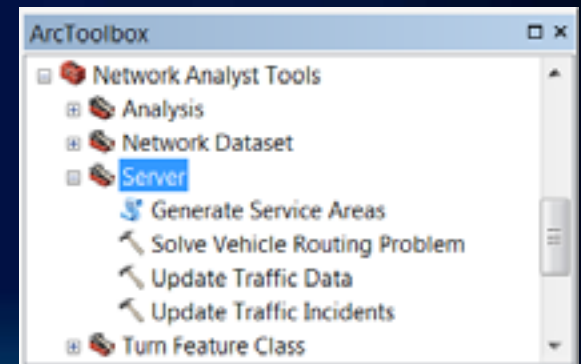 ArcToolbox
Network Analyst Tools
Analysis
Network Dataset
Server
Generate Service Areas
Solve Vehicle Routing Problem
Update Traffic Data
Update Traffic Incidents
Turn Feature Class